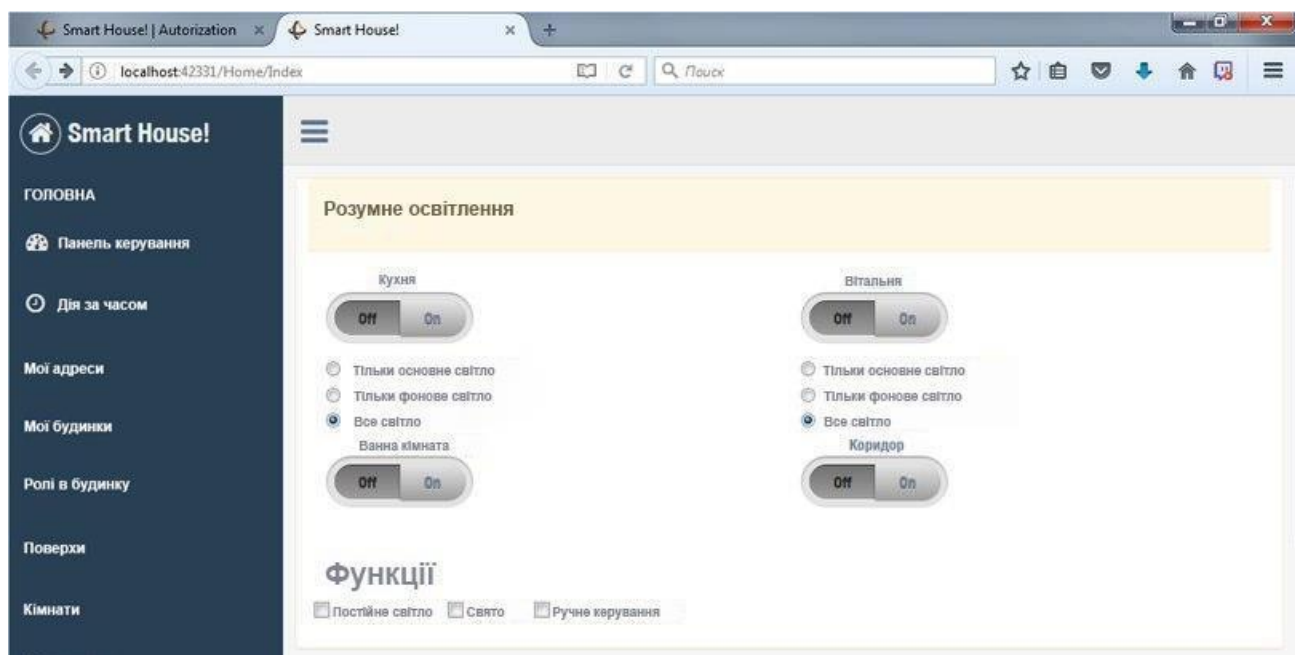 Smart House! | Autorization
Smart House!
localhost:42331/Home/Index
Поиск
Smart House!
ГОЛОВНА
Панель керування
Дія за часом
Мої адреси
Мої будинки
Ролі в будинку
Поверхи
Кімнати
Розумне освітлення
Кухня
Off On
Тільки основне світло
Тільки фонове світло
Все світло
Вітальня
Off On
Тільки основне світло
Тільки фонове світло
Все світло
Ванна кімната
Off On
Коридор
Off On
Функції
Постійне світло Свято Ручне керування